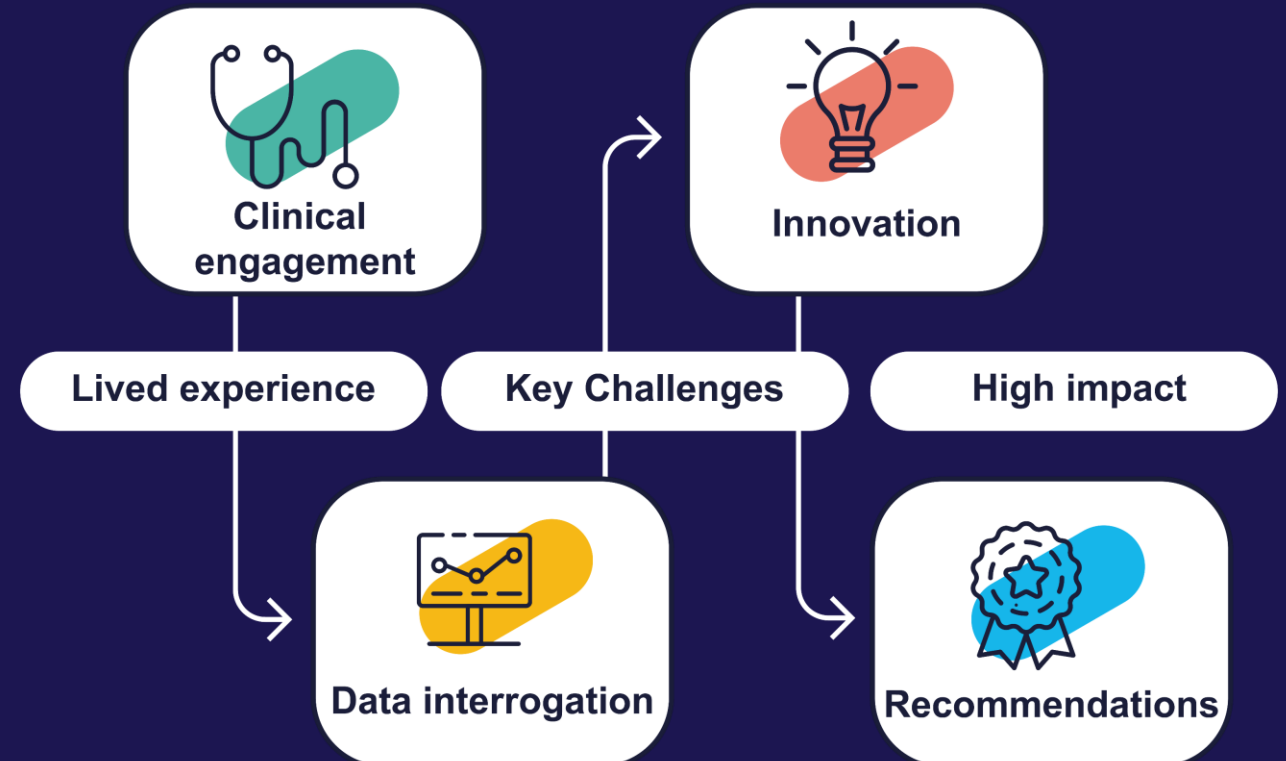 Clinical
engagement
Innovation
Lived experience
Key Challenges
High impact
Data interrogation
Recommendations